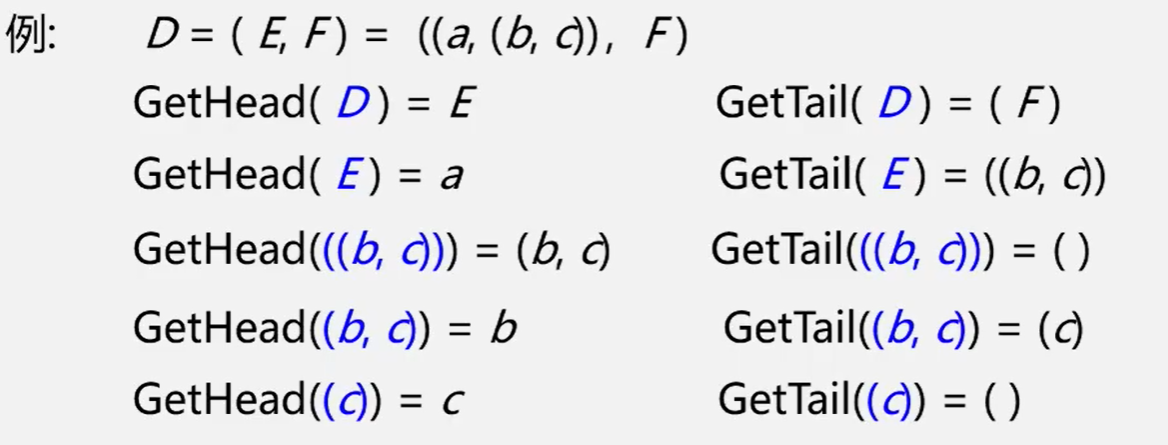 例: D = ( E, F ) = ((a, (b, c)), F )
GetHead( D ) = E GetTail( D ) = ( F )
GetHead( E ) = a GetTail( E ) = ((b, c))
GetHead(((b, c))) = (b, c) GetTail(((b, c))) = ( )
GetHead((b, c)) = b GetTail((b, c)) = (c)
GetHead((c)) = c GetTail((c)) = ( )